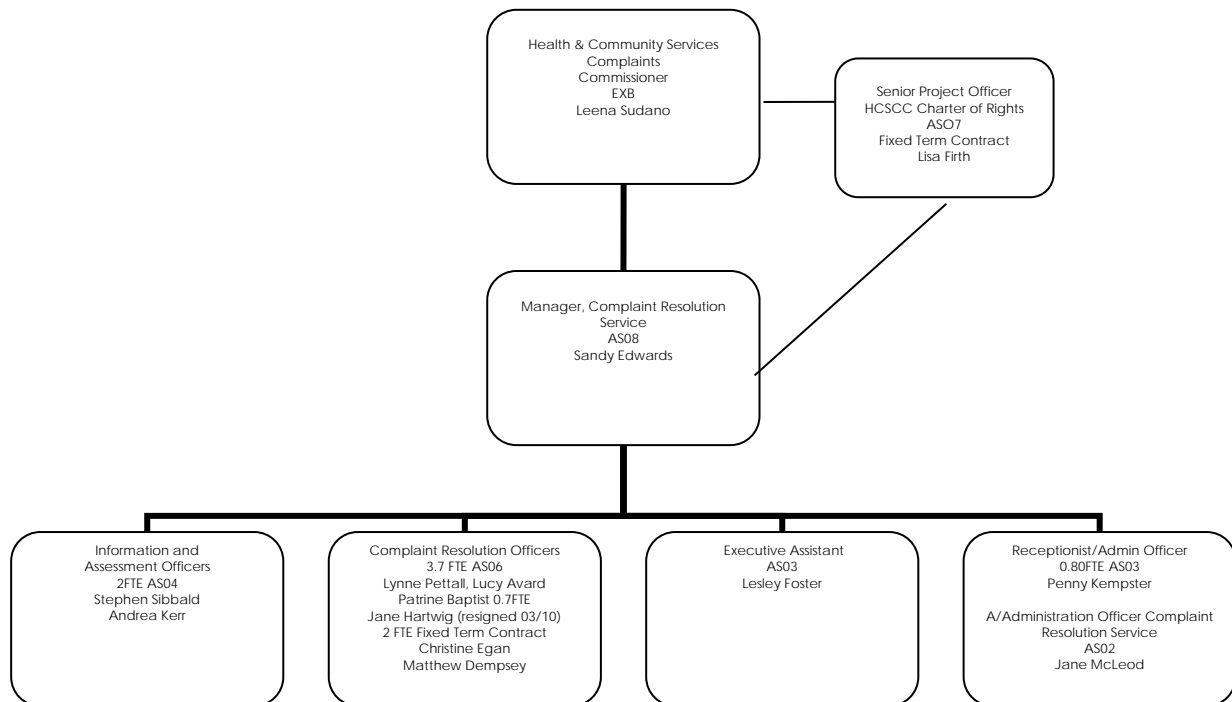 Health & Community Services
Complaints
Commissioner
EXB
Leena Sudano
Senior Project Officer
HCSCC Charter of Rights
ASO7
Fixed Term Contract
Lisa Firth
Manager, Complaint Resolution
Service
AS08
Sandy Edwards
Information and
Assessment Officers
2FTE AS04
Stephen Sibbald
Andrea Kerr
Complaint Resolution Officers
3.7 FTE AS06
Lynne Pettall, Lucy Avard
Patrine Baptist 0.7FTE
Jane Hartwig (resigned 03/10)
2 FTE Fixed Term Contract
Christine Egan
Matthew Dempsey
Executive Assistant
AS03
Lesley Foster
Receptionist/Admin Officer
0.80FTE AS03
Penny Kempster
A/Administration Officer Complaint
Resolution Service
AS02
Jane McLeod